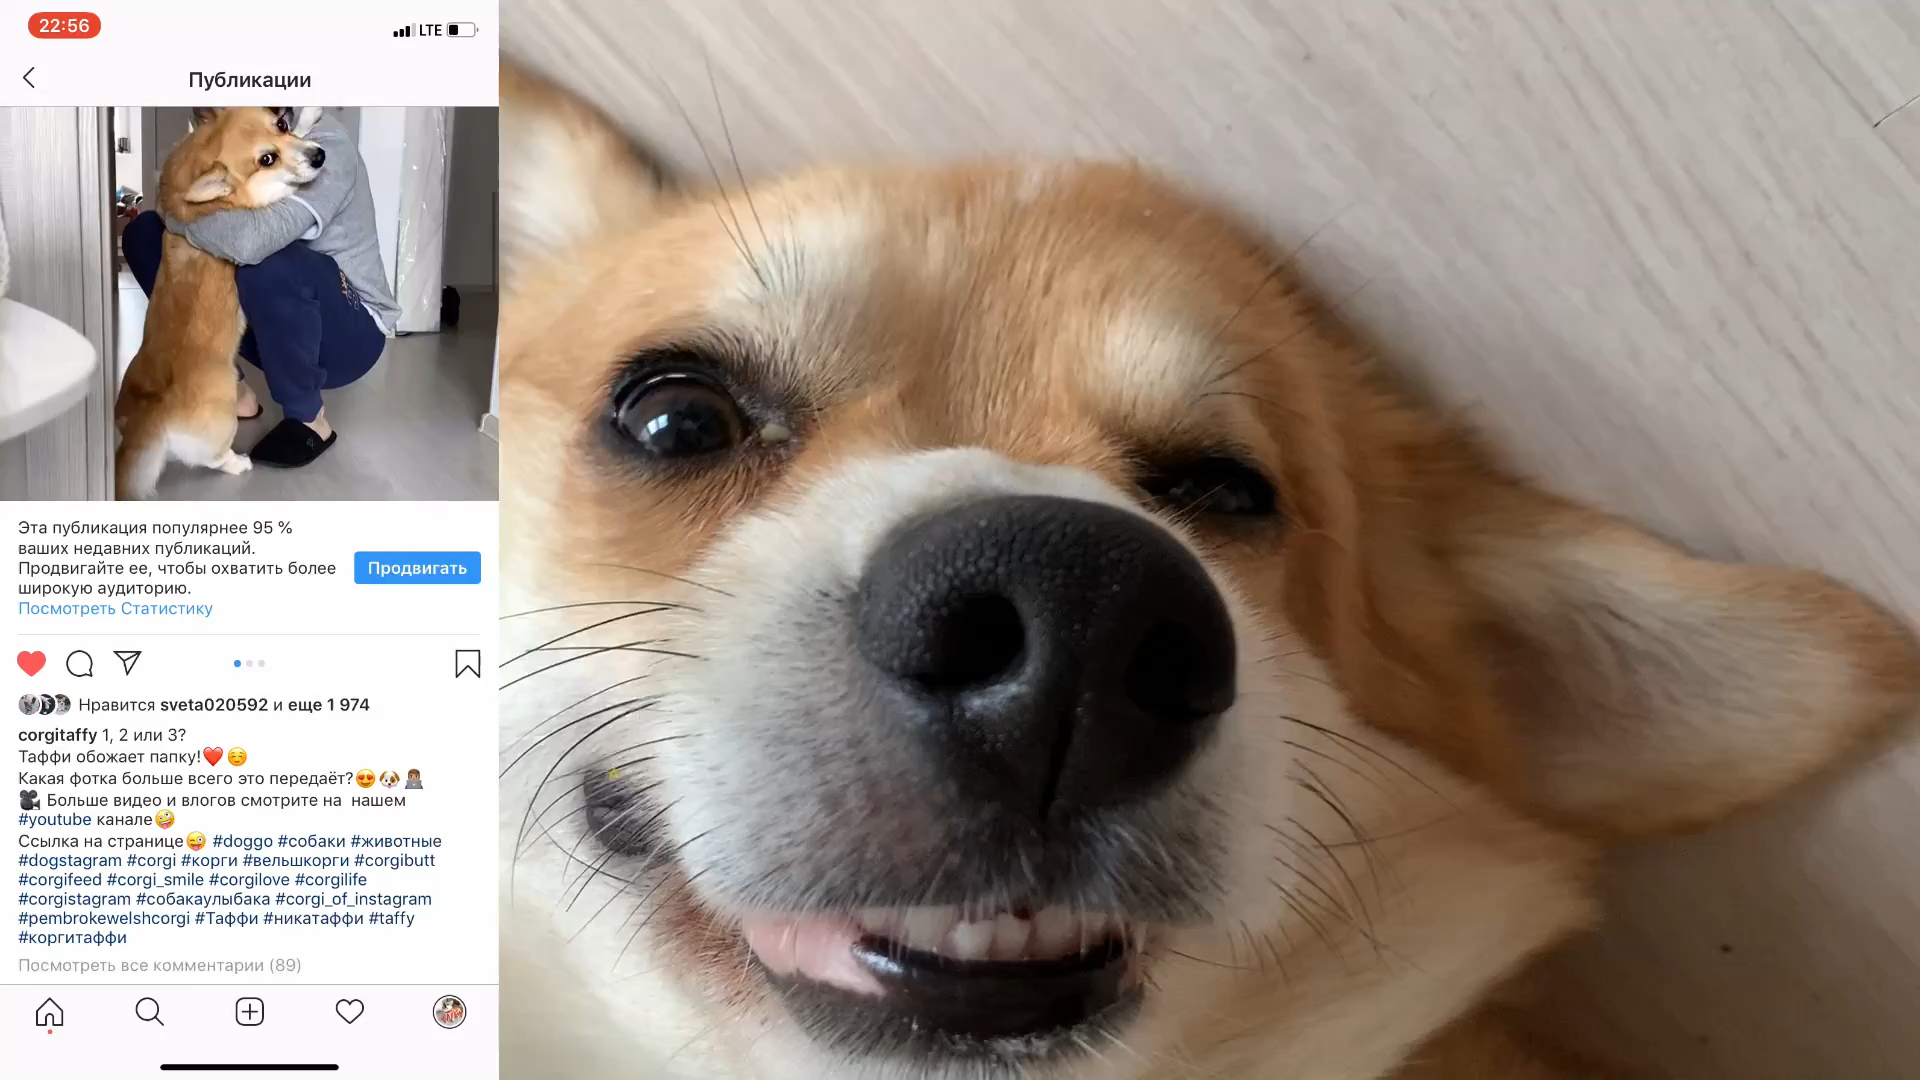 22:56
LTE
Публикации
Эта публикация популярнее 95 %
ваших недавних публикаций.
Продвигайте ее, чтобы охватить более
широкую аудиторию.
Посмотреть Статистику
Продвигать
Нравится sveta020592 и еще 1 974
corgitaffy 1, 2 или 3?
Таффи обожает папку!❤️☺️
Какая фотка больше всего это передаёт?😍🐶👨🏽‍💻
🎥 Больше видео и влогов смотрите на нашем
#youtube канале🤪
Ссылка на странице😜 #doggo #собаки #животные
#dogstagram #corgi #корги #вельшкорги #corgibutt
#corgifeed #corgi_smile #corgilove #corgilife
#corgistagram #собакаулыбака #corgi_of_instagram
#pembrokewelshcorgi #Таффи #никатаффи #taffy
#коргитаффи
Посмотреть все комментарии (89)